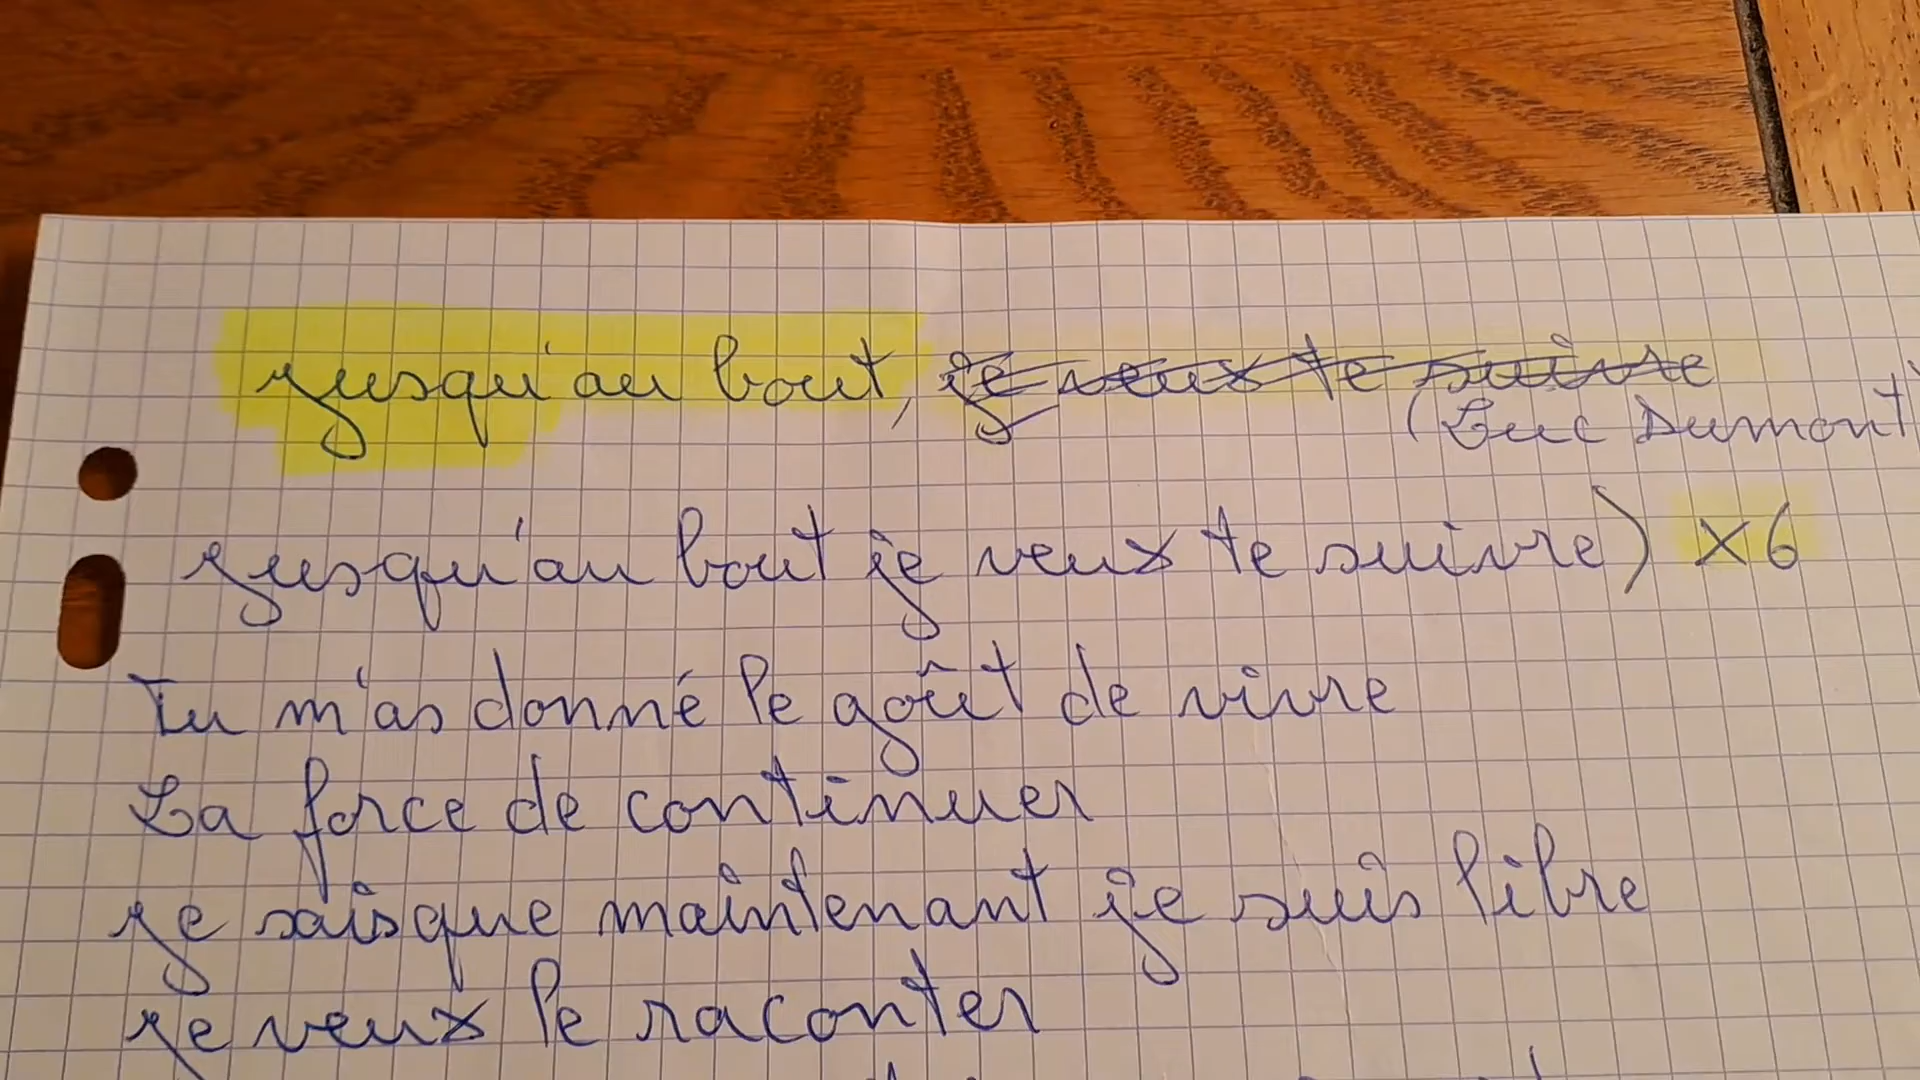 jusqu'au bout, je veux te suivre
(Luc Dumont
jusqu'au bout je veux te suivre) x6
Tu m'as donné le goût de vivre
La force de continuer
je sais que maintenant je suis libre
je veux le raconter